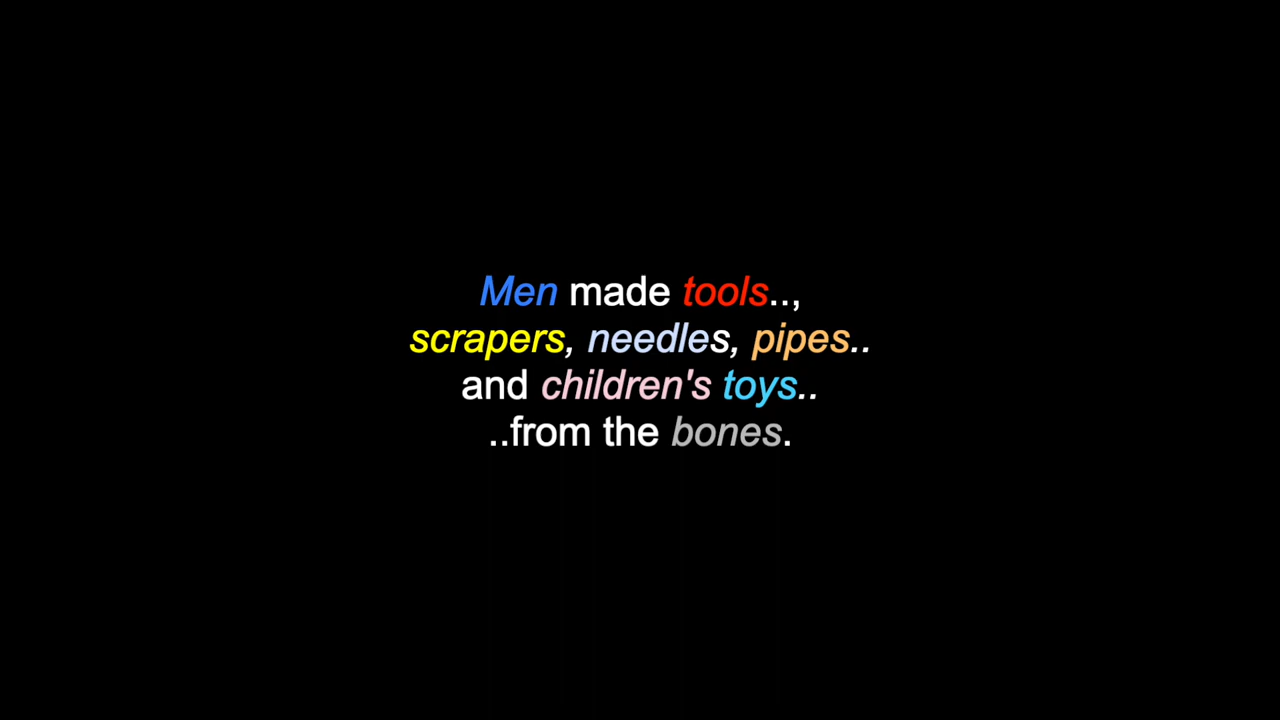 Men made tools..,
scrapers, needles, pipes..
and children's toys..
..from the bones.